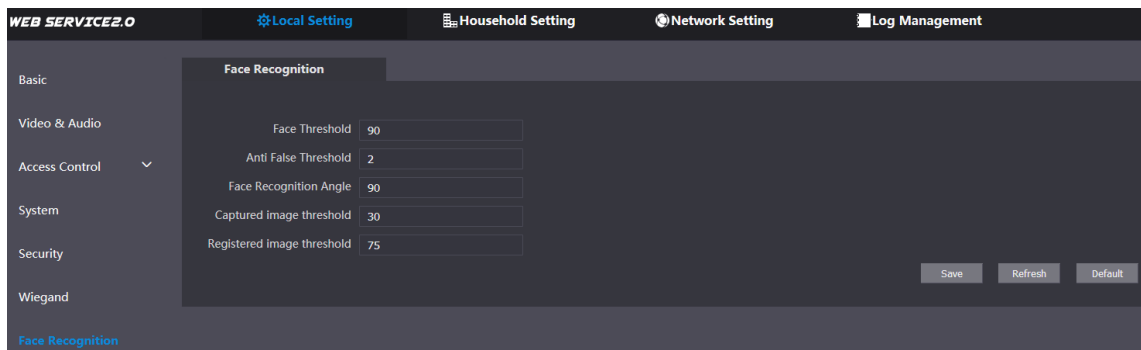 WEB SERVICE2.0
Local Setting
Household Setting
Network Setting
Log Management
Basic
Video & Audio
Access Control
System
Security
Wiegand
Face Recognition
Face Recognition
Face Threshold 90
Anti False Threshold 2
Face Recognition Angle 90
Captured image threshold 30
Registered image threshold 75
Save
Refresh
Default